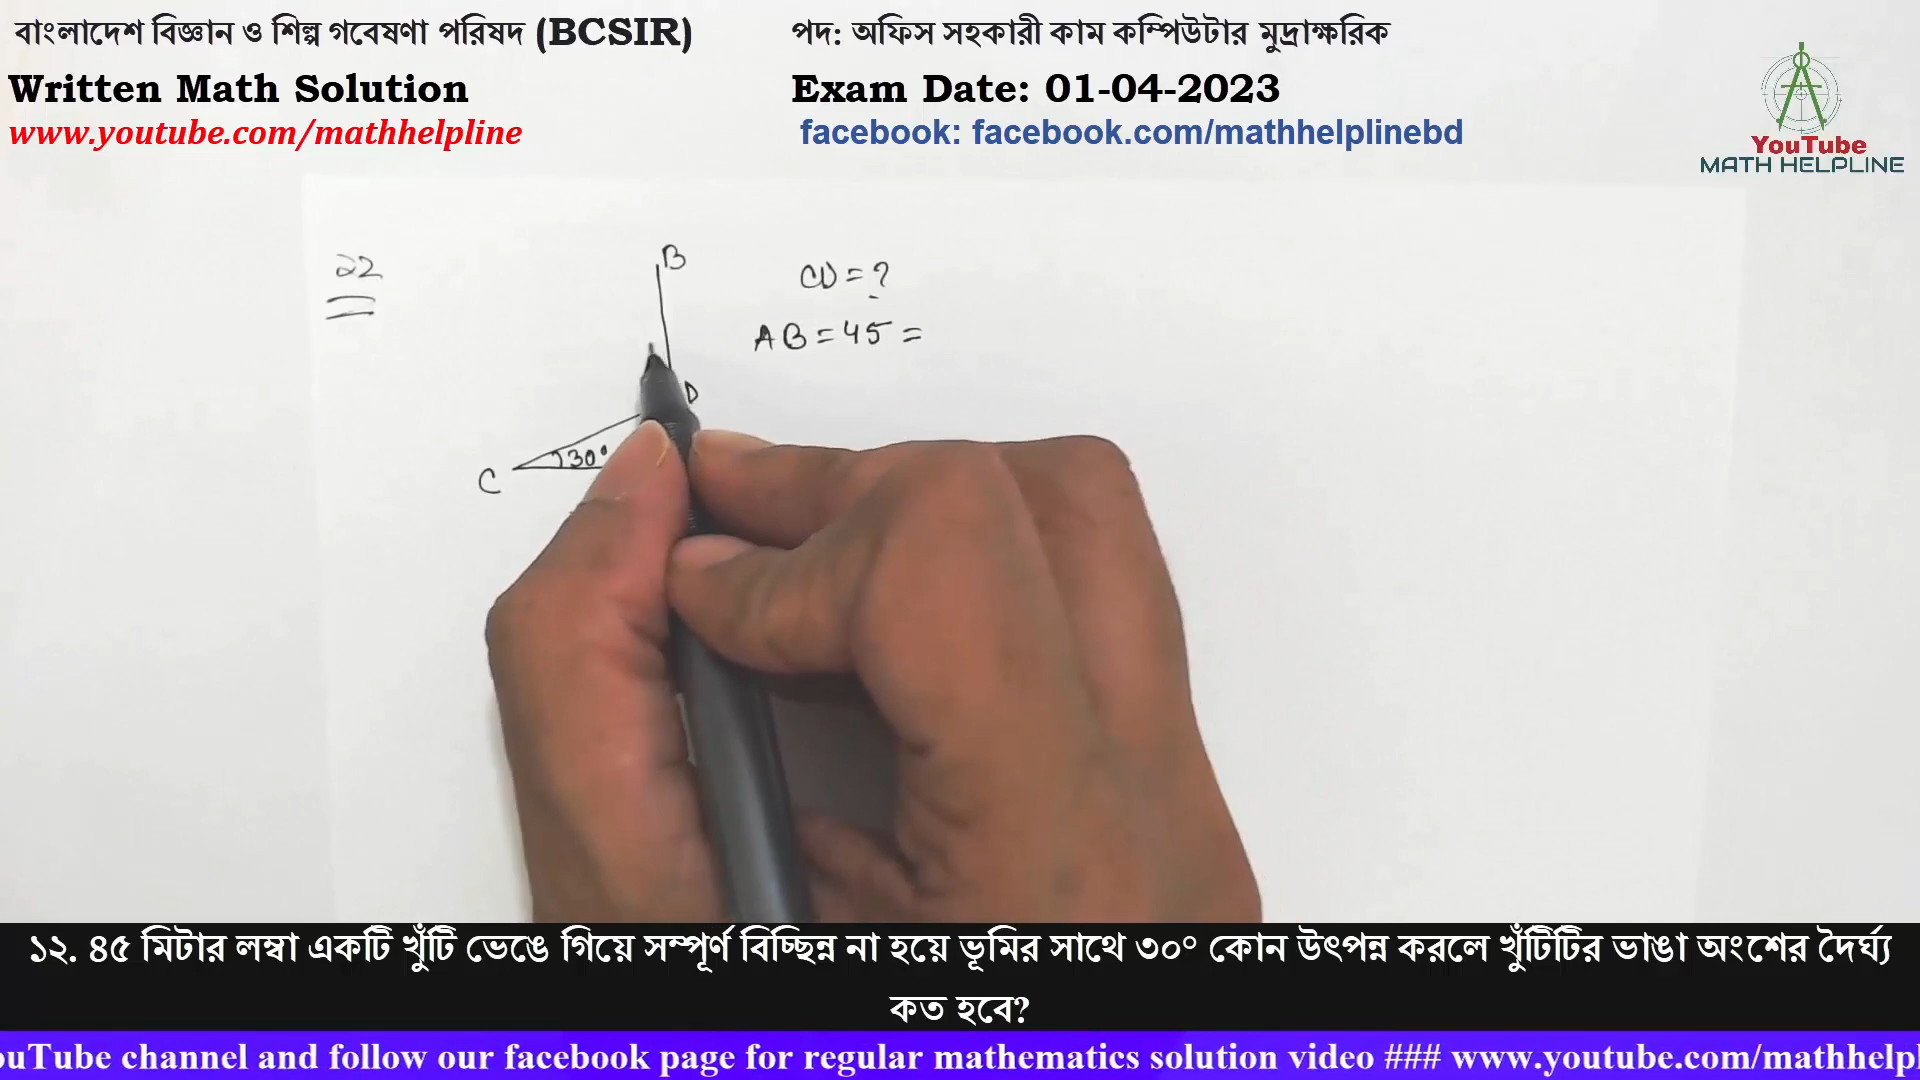 বাংলাদেশ বিজ্ঞান ও শিল্প গবেষণা পরিষদ (BCSIR)
পদ: অফিস সহকারী কাম কম্পিউটার মুদ্রাক্ষরিক
Written Math Solution
Exam Date: 01-04-2023
www.youtube.com/mathhelpline
facebook: facebook.com/mathhelplinebd
YouTube
MATH HELPLINE
১২
B
CD = ?
AB = 45 =
D
30°
C
১২. ৪৫ মিটার লম্বা একটি খুঁটি ভেঙে গিয়ে সম্পূর্ণ বিচ্ছিন্ন না হয়ে ভূমির সাথে ৩০° কোন উৎপন্ন করলে খুঁটিটির ভাঙা অংশের দৈর্ঘ্য
কত হবে?
ouTube channel and follow our facebook page for regular mathematics solution video ### www.youtube.com/mathhelpl